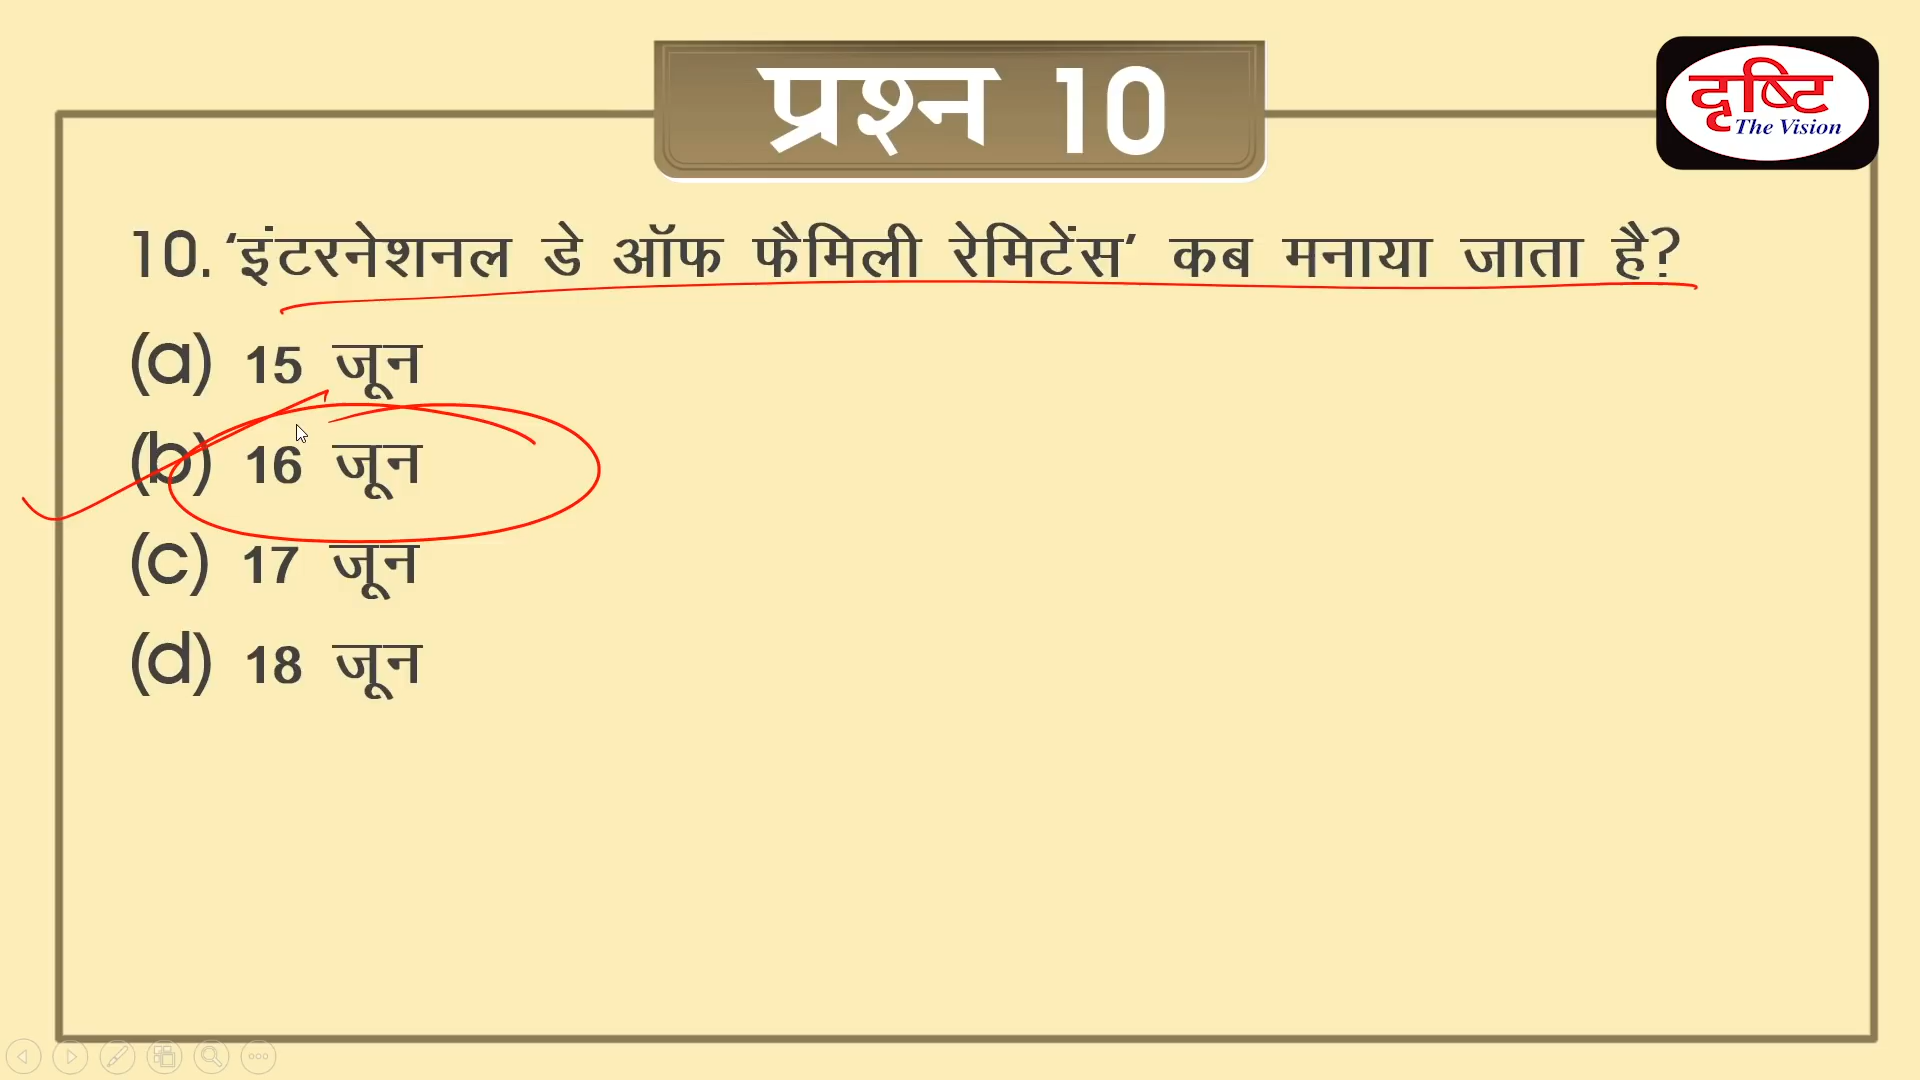 प्रश्न 10
दृष्टि
The Vision
10. ‘इंटरनेशनल डे ऑफ फैमिली रेमिटेंस’ कब मनाया जाता है?
(a) 15 जून
(b) 16 जून
(c) 17 जून
(d) 18 जून